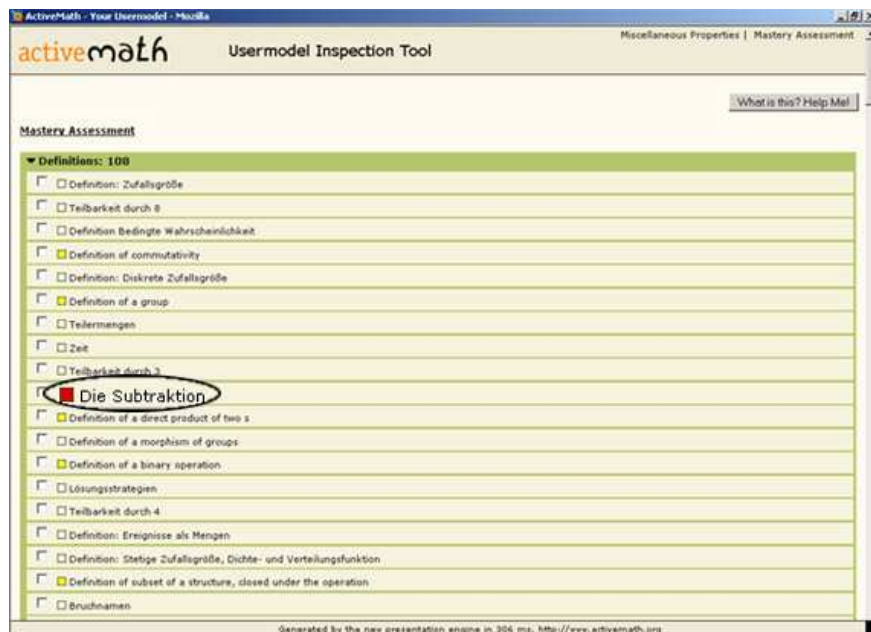 ActiveMath - Your Usermodel - Mozilla
activemath
Usermodel Inspection Tool
Miscellaneous Properties | Mastery Assessment
What is this? Help Me!
Mastery Assessment
Definitions: 100
Definition: Zufallsgröße
Teilbarkeit durch 8
Definition Bedingte Wahrscheinlichkeit
Definition of commutativity
Definition: Diskrete Zufallsgröße
Definition of a group
Teilermengen
Zeit
Teilbarkeit durch 3
Die Subtraktion
Definition of a direct product of two s
Definition of a morphism of groups
Definition of a binary operation
Lösungsstrategien
Teilbarkeit durch 4
Definition: Ereignisse als Mengen
Definition: Stetige Zufallsgröße, Dichte- und Verteilungsfunktion
Definition of subset of a structure, closed under the operation
Bruchnamen
Generated by the new presentation engine in 306 ms, http://www.activemath.org